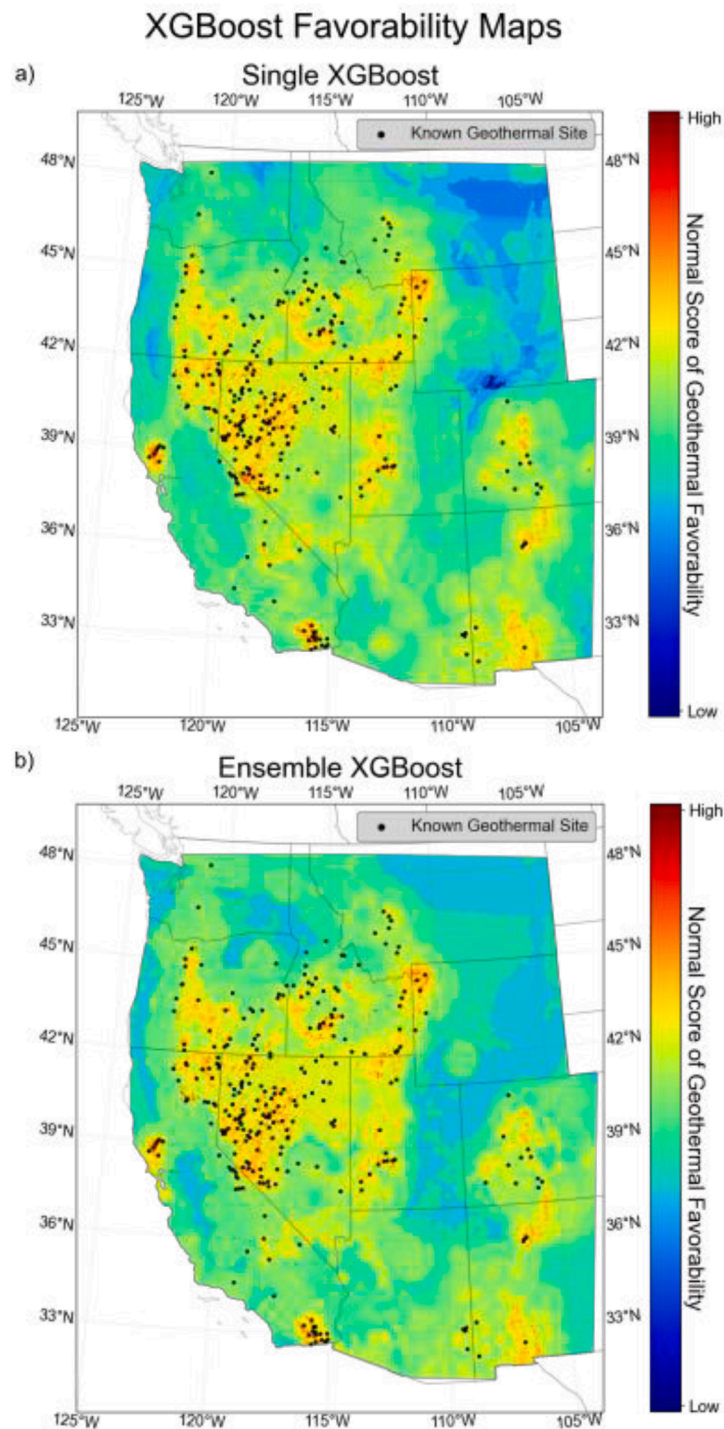 XGBoost Favorability Maps
a)
Single XGBoost
125°W 120°W 115°W 110°W 105°W
Known Geothermal Site
High
48°N 48°N
45°N 45°N
42°N 42°N
39°N 39°N
36°N 36°N
33°N 33°N
Normal Score of Geothermal Favorability
Low
125°W 120°W 115°W 110°W 105°W
b)
Ensemble XGBoost
125°W 120°W 115°W 110°W 105°W
Known Geothermal Site
High
48°N 48°N
45°N 45°N
42°N 42°N
39°N 39°N
36°N 36°N
33°N 33°N
Normal Score of Geothermal Favorability
Low
125°W 120°W 115°W 110°W 105°W